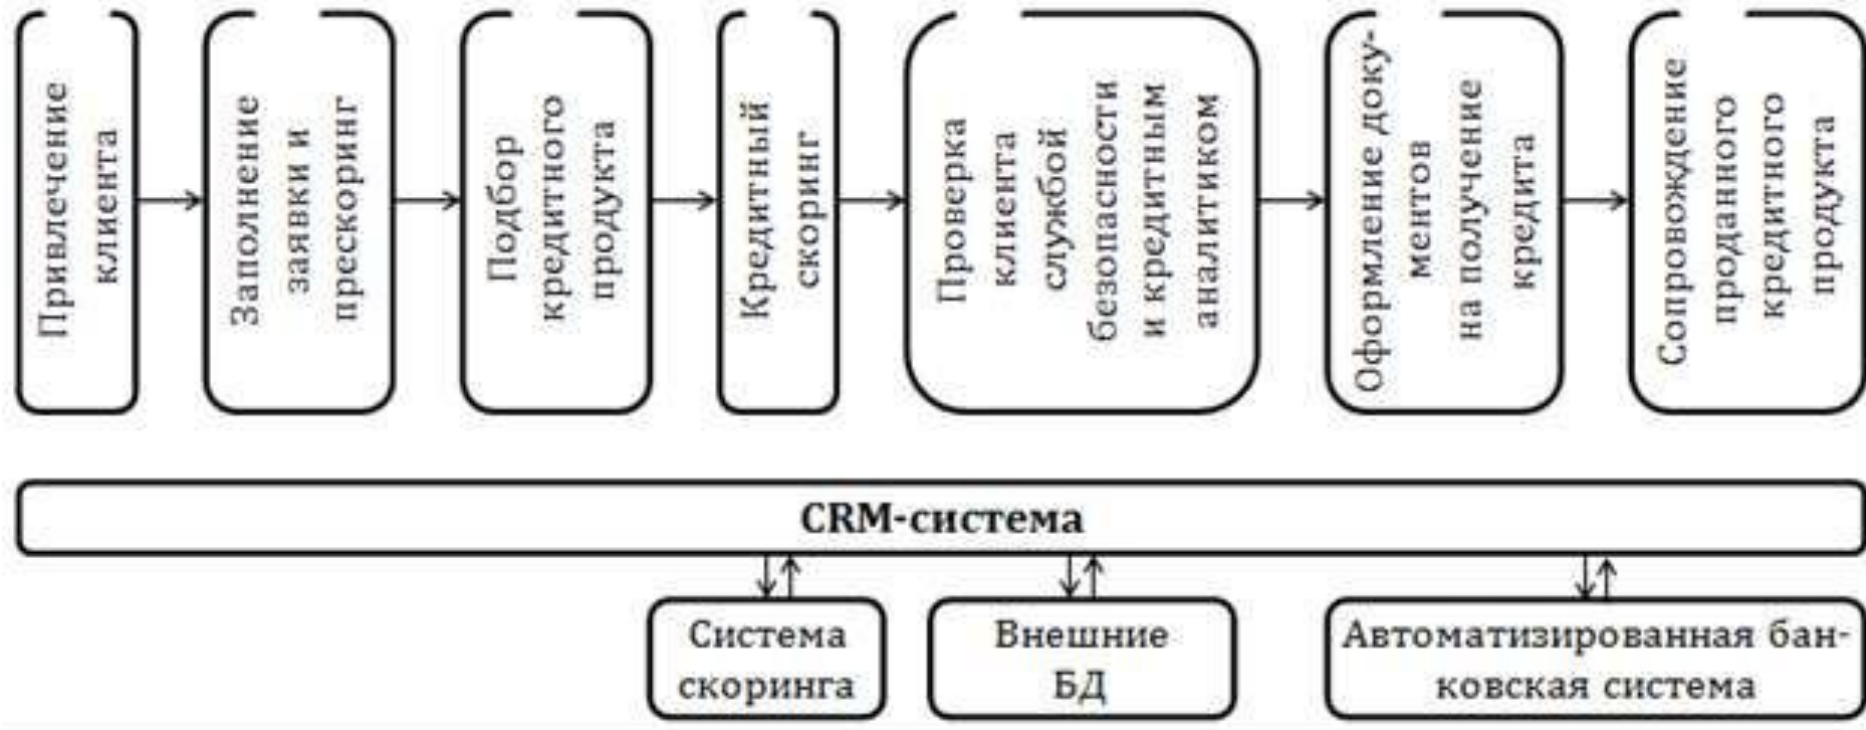 Привлечение
клиента
Заполнение
заявки и
прескоринг
Подбор
кредитного
продукта
Кредитный
скоринг
Проверка
клиента
службой
безопасности
и кредитным
аналитиком
Оформление доку-
ментов
на получение
кредита
Сопровождение
проданного
кредитного
продукта
CRM-система
Система
скоринга
Внешние
БД
Автоматизированная бан-
ковская система